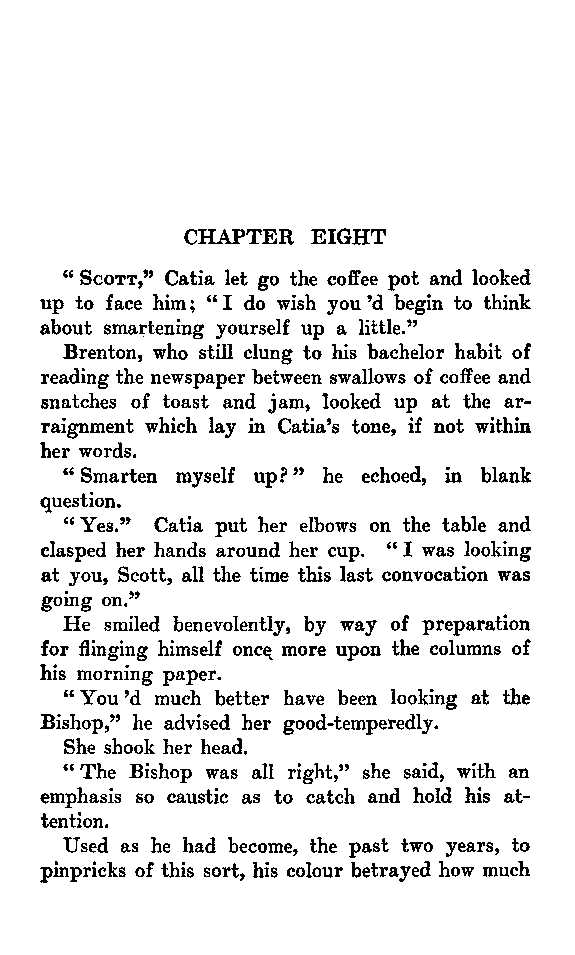 CHAPTER EIGHT
“Scott,” Catia let go the coffee pot and looked
up to face him; “I do wish you’d begin to think
about smartening yourself up a little.”
Brenton, who still clung to his bachelor habit of
reading the newspaper between swallows of coffee and
snatches of toast and jam, looked up at the ar-
raignment which lay in Catia’s tone, if not within
her words.
“Smarten myself up?” he echoed, in blank
question.
“Yes.” Catia put her elbows on the table and
clasped her hands around her cup. “I was looking
at you, Scott, all the time this last convocation was
going on.”
He smiled benevolently, by way of preparation
for flinging himself once more upon the columns of
his morning paper.
“You’d much better have been looking at the
Bishop,” he advised her good-temperedly.
She shook her head.
“The Bishop was all right,” she said, with an
emphasis so caustic as to catch and hold his at-
tention.
Used as he had become, the past two years, to
pinpricks of this sort, his colour betrayed how much